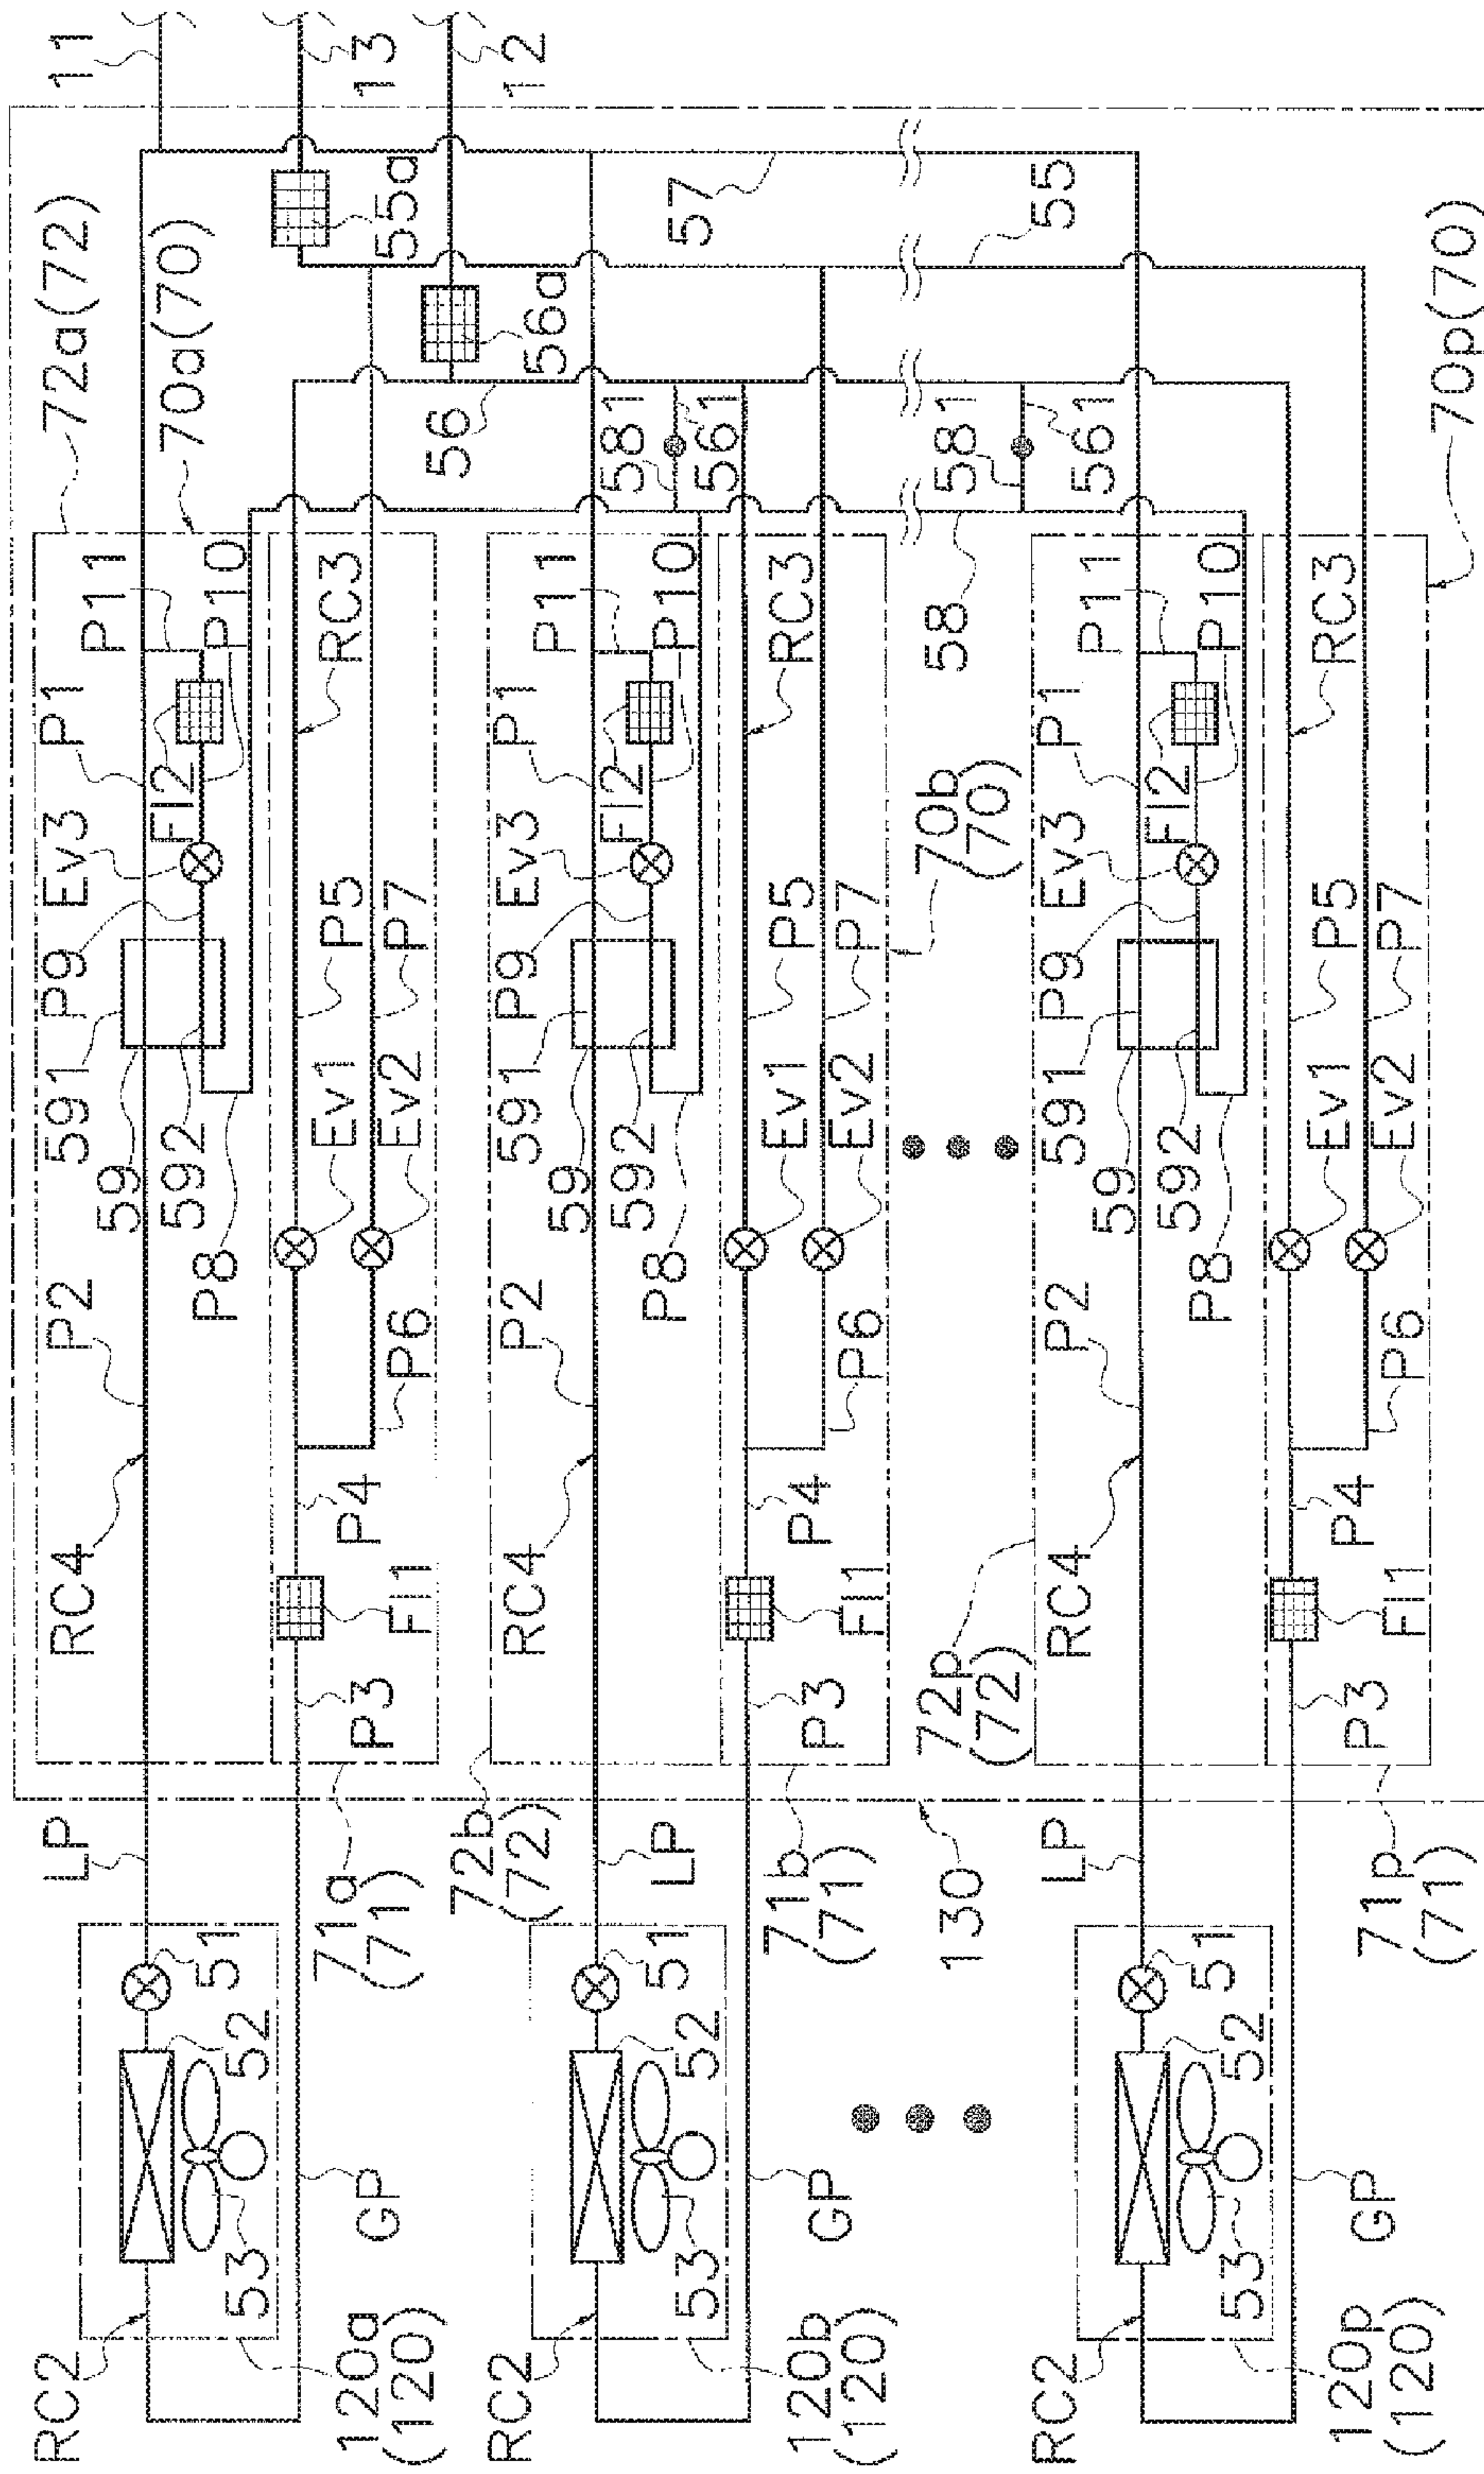 RC2
LP
RC4
P2
591
P9
Ev3
P1
72a(72)
11
59
P11
592
FI2
70a(70)
53
52
51
P8
P10
120a
(120)
GP
71a
(71)
P3
FI1
P4
P6
Ev1
Ev2
P5
P7
RC3
55a
13
56
56a
12
RC2
72b
(72)
RC4
P2
591
P9
Ev3
P1
P11
59
592
FI2
581
561
57
53
52
51
LP
P8
P10
120b
(120)
GP
71b
(71)
P3
FI1
P4
P6
Ev1
Ev2
P5
P7
RC3
130
72p
(72)
70b
(70)
58
581
561
55
RC2
LP
RC4
P2
591
P9
Ev3
P1
P11
59
592
FI2
53
52
51
P8
P10
120p
(120)
GP
71p
(71)
P3
FI1
P4
P6
Ev1
Ev2
P5
P7
RC3
70p(70)